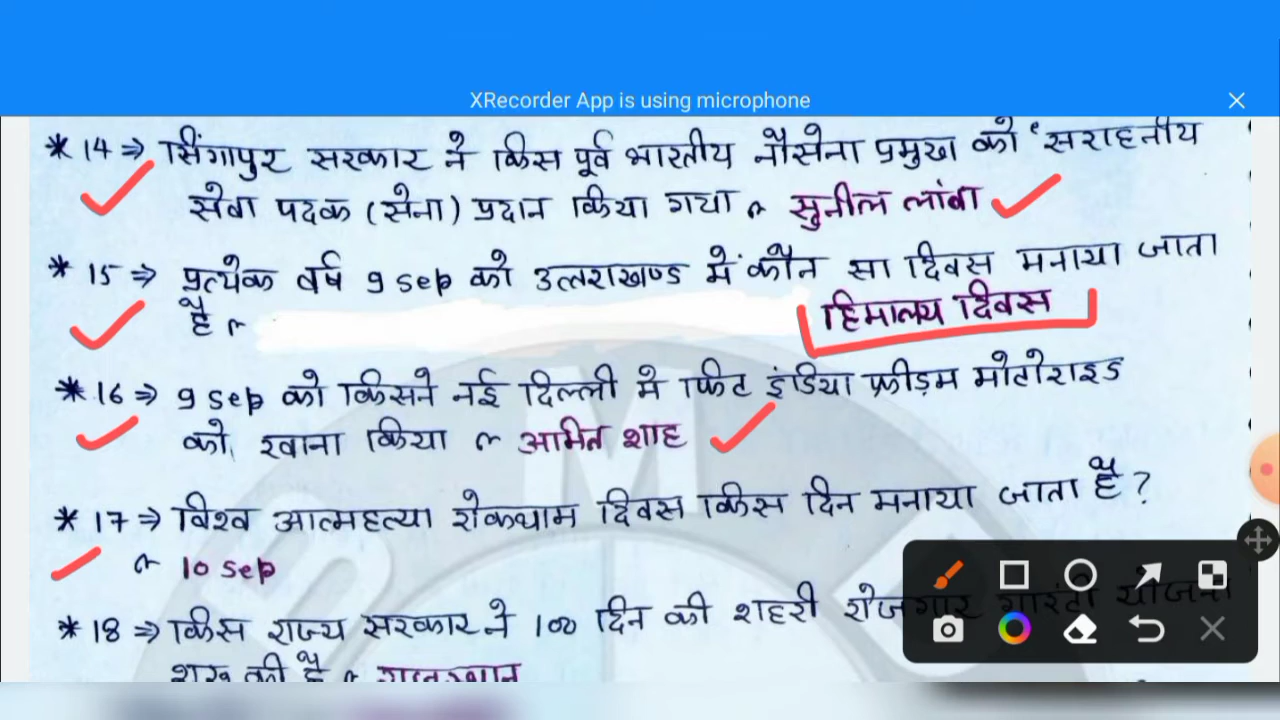 XRecorder App is using microphone
* 14 ⇒ सिंगापुर सरकार ने किस पूर्व भारतीय नौसेना प्रमुख को 'सराहनीय
सेवा पदक (सेना) प्रदान किया गया सुनील लांबा
* 15 ⇒ प्रत्येक वर्ष 9 sep को उत्तराखण्ड में कौन सा दिवस मनाया जाता
है हिमालय दिवस
* 16 ⇒ 9 sep को किसने नई दिल्ली मे फिट इंडिया फ्रीडम मोटोराइड
को रवाना किया अमित शाह
* 17 ⇒ विश्व आत्महत्या रोकथाम दिवस किस दिन मनाया जाता है ?
10 sep
* 18 ⇒ किस राज्य सरकार ने 100 दिन की शहरी रोजगार गारंटी योजना
शुरू की है राजस्थान